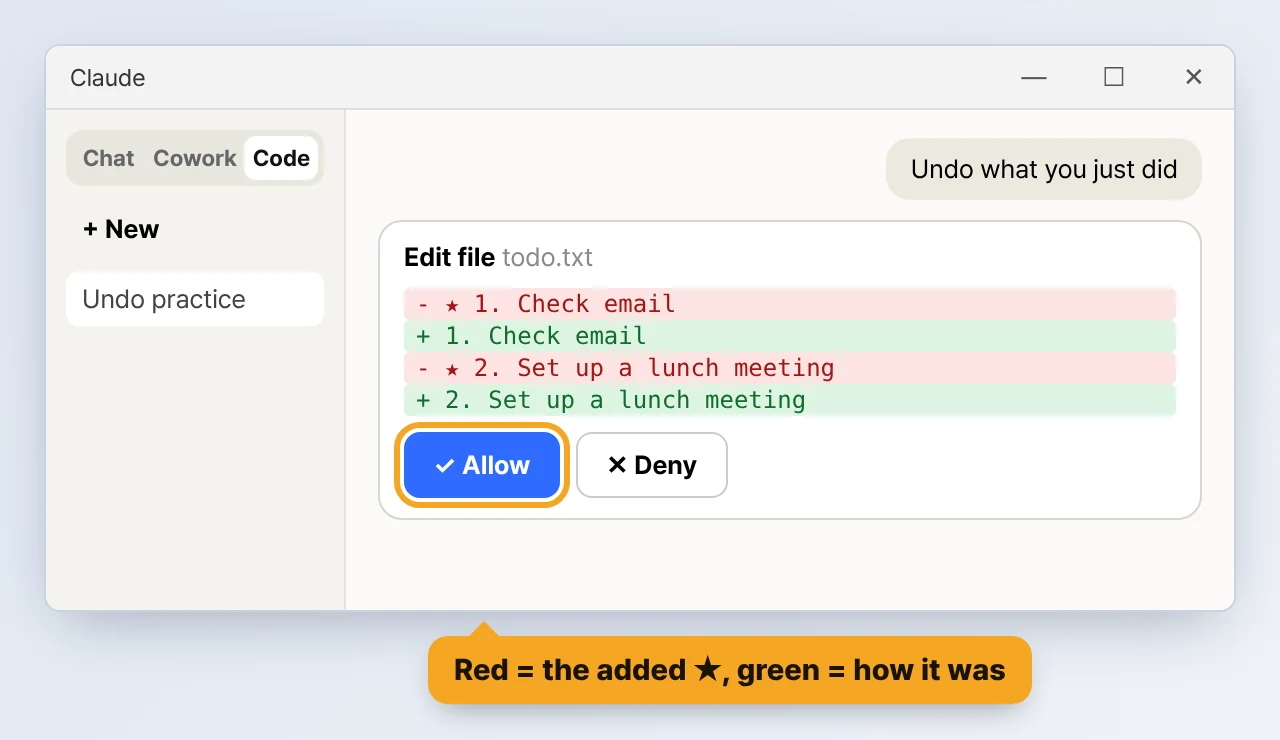 Claude
Chat Cowork Code
+ New
Undo practice
Undo what you just did
Edit file todo.txt
- ★ 1. Check email
+ 1. Check email
- ★ 2. Set up a lunch meeting
+ 2. Set up a lunch meeting
✓ Allow ✕ Deny
Red = the added ★, green = how it was